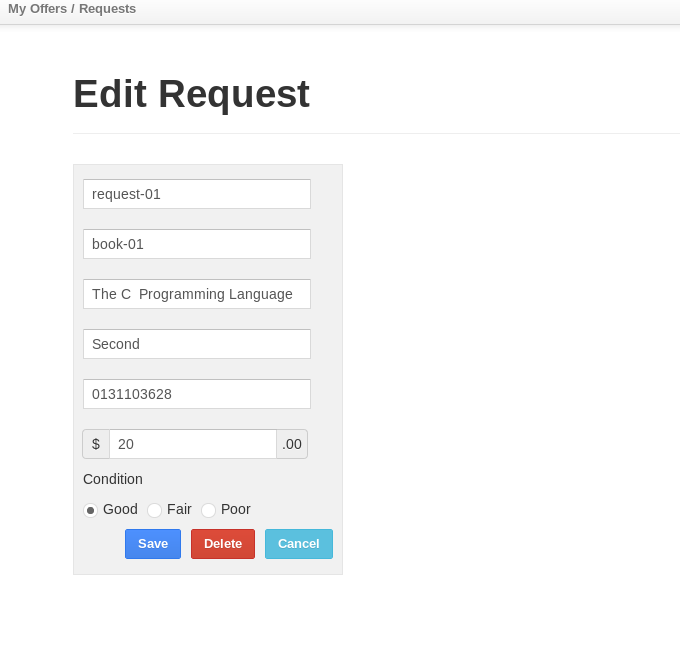 My Offers / Requests
Edit Request
request-01
book-01
The C  Programming Language
Second
0131103628
$ 20 .00
Condition
Good Fair Poor
Save Delete Cancel